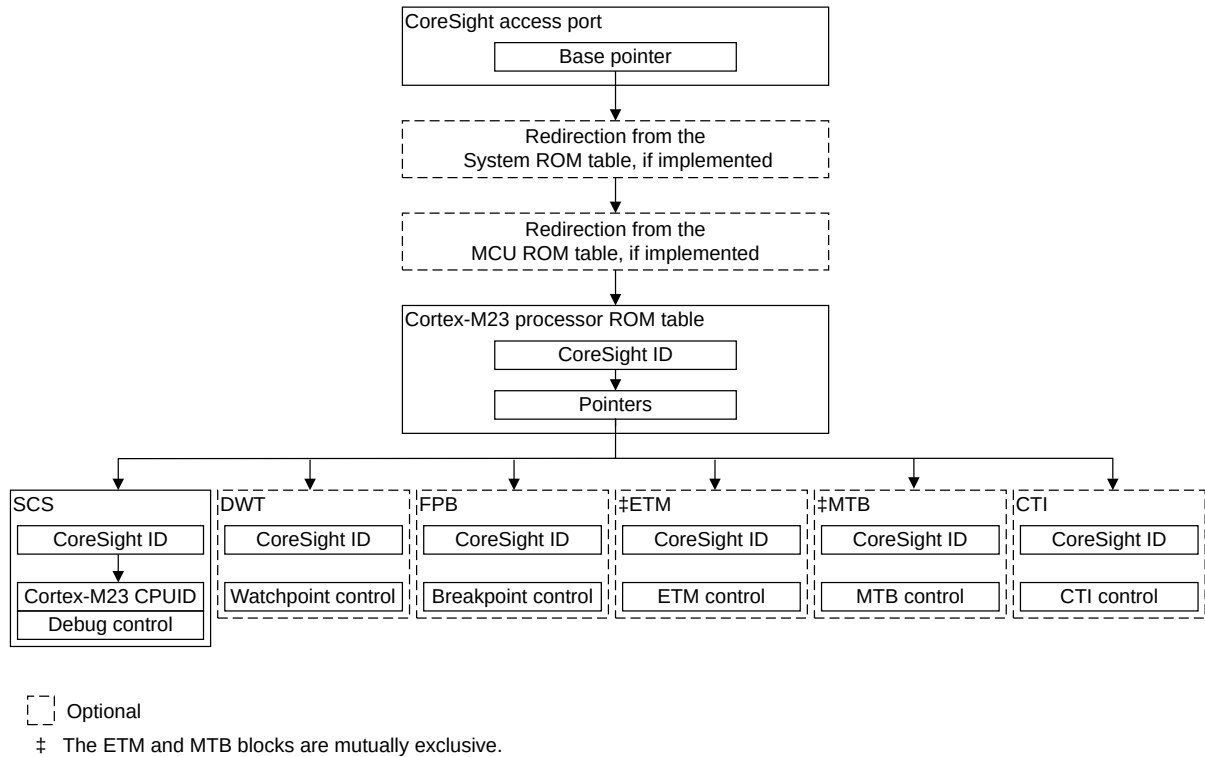 CoreSight access port
Base pointer
Redirection from the
System ROM table, if implemented
Redirection from the
MCU ROM table, if implemented
Cortex-M23 processor ROM table
CoreSight ID
Pointers
SCS
CoreSight ID
Cortex-M23 CPUID
Debug control
DWT
CoreSight ID
Watchpoint control
FPB
CoreSight ID
Breakpoint control
‡ETM
CoreSight ID
ETM control
‡MTB
CoreSight ID
MTB control
CTI
CoreSight ID
CTI control
Optional
‡ The ETM and MTB blocks are mutually exclusive.